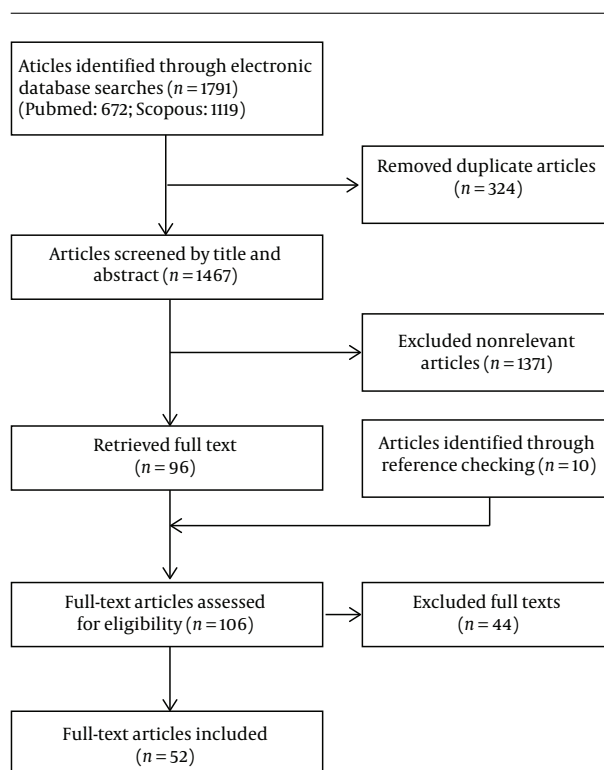 Aticles identified through electronic
database searches (n = 1791)
(Pubmed: 672; Scopous: 1119)
Removed duplicate articles
(n = 324)
Articles screened by title and
abstract (n = 1467)
Excluded nonrelevant
articles (n = 1371)
Retrieved full text
(n = 96)
Articles identified through
reference checking (n = 10)
Full-text articles assessed
for eligibility (n = 106)
Excluded full texts
(n = 44)
Full-text articles included
(n = 52)